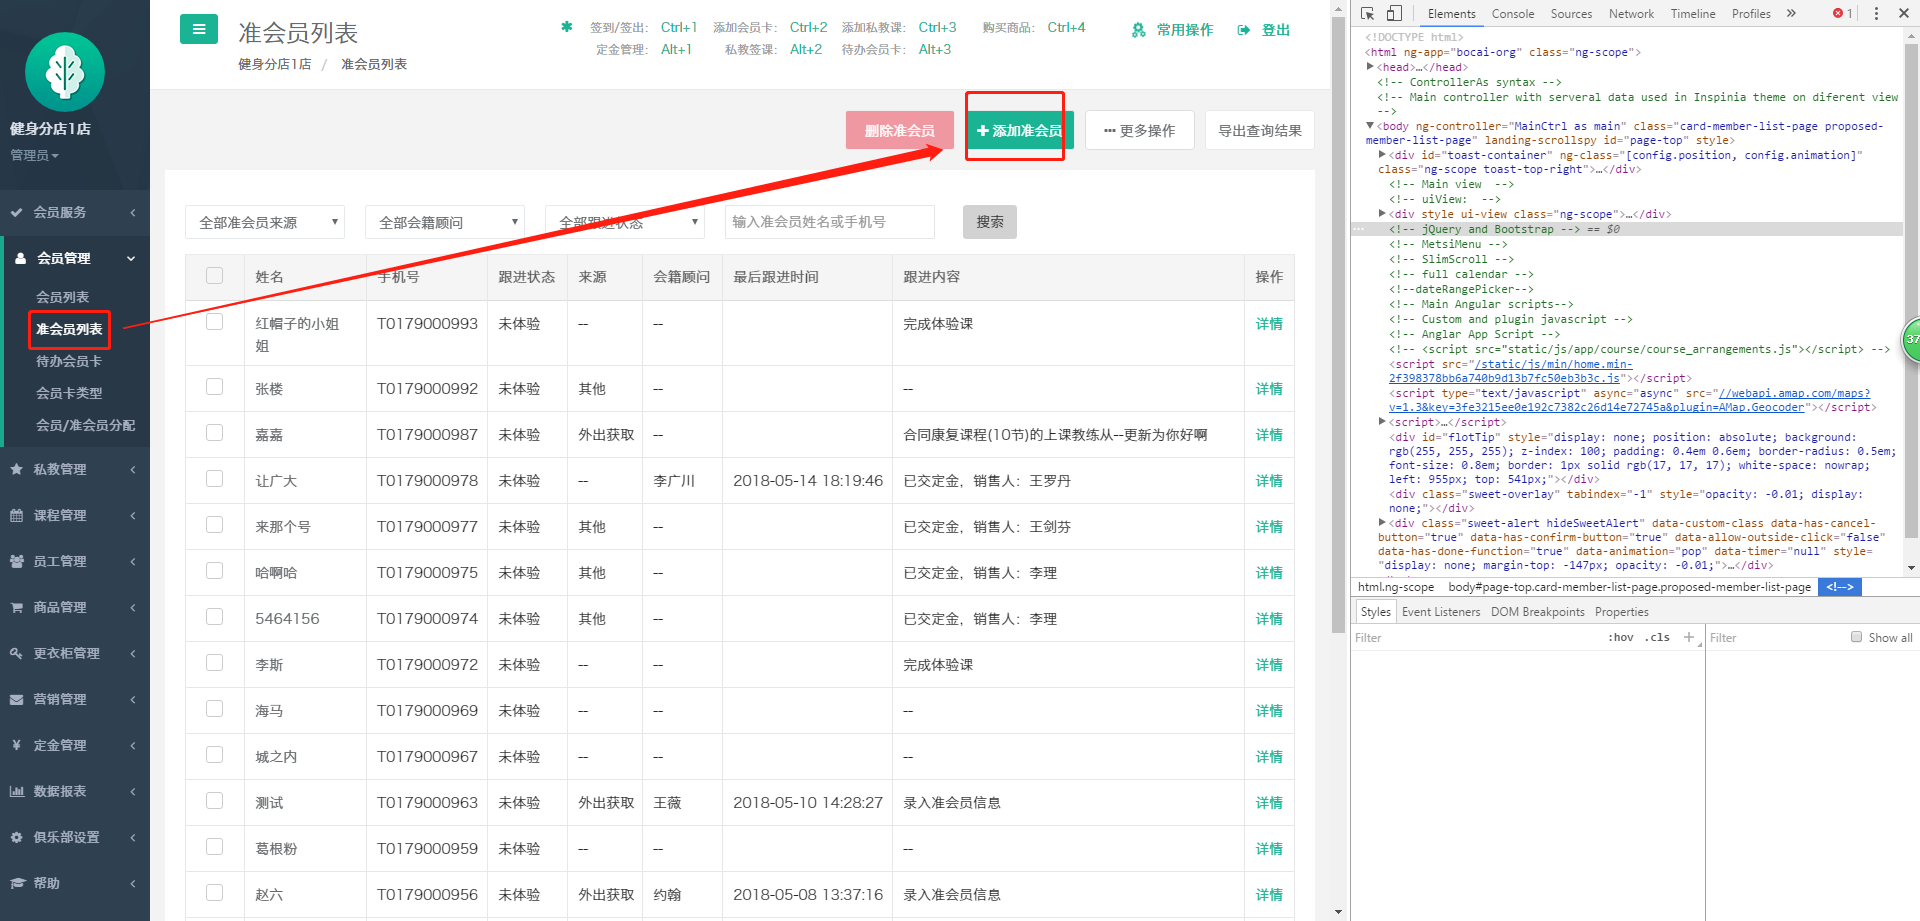 健身分店1店
管理员
会员服务
会员管理
会员列表
准会员列表
待办会员卡
会员卡类型
会员/准会员分配
私教管理
课程管理
员工管理
商品管理
更衣柜管理
营销管理
定金管理
数据报表
俱乐部设置
帮助
准会员列表
健身分店1店 / 准会员列表
签到/签出: Ctrl+1 添加会员卡: Ctrl+2 添加私教课: Ctrl+3 购买商品: Ctrl+4
定金管理: Alt+1 私教签课: Alt+2 待办会员卡: Alt+3
常用操作 登出
删除准会员 添加准会员 更多操作 导出查询结果
全部准会员来源 全部会籍顾问 全部跟进状态 输入准会员姓名或手机号 搜索
姓名 手机号 跟进状态 来源 会籍顾问 最后跟进时间 跟进内容 操作
红帽子的小姐姐 T0179000993 未体验 -- -- 完成体验课 详情
张楼 T0179000992 未体验 其他 -- -- 详情
嘉嘉 T0179000987 未体验 外出获取 -- 合同康复课程(10节)的上课教练从--更新为你好啊 详情
让广大 T0179000978 未体验 -- 李广川 2018-05-14 18:19:46 已交定金，销售人：王罗丹 详情
来那个号 T0179000977 未体验 其他 -- 已交定金，销售人：王剑芬 详情
哈啊哈 T0179000975 未体验 其他 -- 已交定金，销售人：李理 详情
5464156 T0179000974 未体验 其他 -- 已交定金，销售人：李理 详情
李斯 T0179000972 未体验 -- -- 完成体验课 详情
海马 T0179000969 未体验 -- -- -- 详情
城之内 T0179000967 未体验 -- -- -- 详情
测试 T0179000963 未体验 外出获取 王薇 2018-05-10 14:28:27 录入准会员信息 详情
葛根粉 T0179000959 未体验 -- -- -- 详情
赵六 T0179000956 未体验 外出获取 约翰 2018-05-08 13:37:16 录入准会员信息 详情
Elements Console Sources Network Timeline Profiles » 1
<!DOCTYPE html>
<html ng-app="bocai-org" class="ng-scope">
<head>…</head>
<!-- ControllerAs syntax -->
<!-- Main controller with serveral data used in Inspinia theme on diferent view
-->
<body ng-controller="MainCtrl as main" class="card-member-list-page proposed-
member-list-page" landing-scrollspy id="page-top" style>
<div id="toast-container" ng-class="[config.position, config.animation]"
class="ng-scope toast-top-right">…</div>
<!-- Main view  -->
<!-- uiView:  -->
<div style ui-view class="ng-scope">…</div>
<!-- jQuery and Bootstrap --> == $0
<!-- MetsiMenu -->
<!-- SlimScroll -->
<!-- full calendar -->
<!--dateRangePicker-->
<!-- Main Angular scripts-->
<!-- Custom and plugin javascript -->
<!-- Anglar App Script -->
<!-- <script src="static/js/app/course/course_arrangements.js"></script> -->
<script src="/static/js/min/home.min-
2f398378bb6a740b9d13b7fc50eb3b3c.js"></script>
<script type="text/javascript" async="async" src="//webapi.amap.com/maps?
v=1.3&key=3fe3215ee0e192c7382c26d14e72745a&plugin=AMap.Geocoder"></script>
<script>…</script>
<div id="flotTip" style="display: none; position: absolute; background:
rgb(255, 255, 255); z-index: 100; padding: 0.4em 0.6em; border-radius: 0.5em;
font-size: 0.8em; border: 1px solid rgb(17, 17, 17); white-space: nowrap;
left: 955px; top: 541px;"></div>
<div class="sweet-overlay" tabindex="-1" style="opacity: -0.01; display:
none;"></div>
<div class="sweet-alert hideSweetAlert" data-custom-class data-has-cancel-
button="true" data-has-confirm-button="true" data-allow-outside-click="false"
data-has-done-function="true" data-animation="pop" data-timer="null" style=
"display: none; margin-top: -147px; opacity: -0.01;">…</div>
html.ng-scope body#page-top.card-member-list-page.proposed-member-list-page <!-->
Styles Event Listeners DOM Breakpoints Properties
Filter :hov .cls + Filter Show all
37